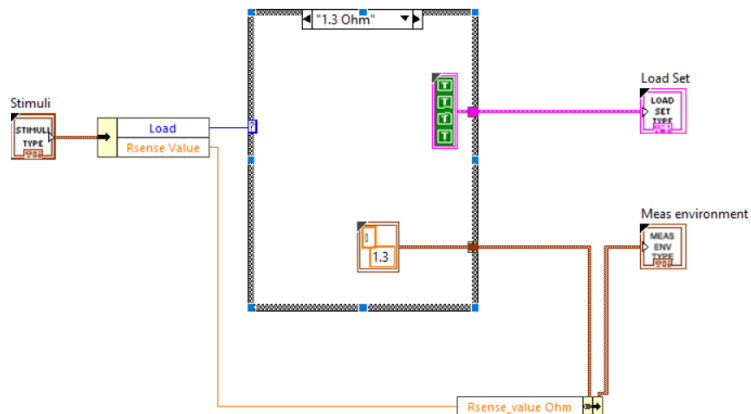 "1.3 Ohm"
Stimuli
STIMULI
TYPE
Load
Rsense Value
T
T
T
T
Load Set
LOAD
SET
TYPE
0
1.3
Meas environment
MEAS
ENV
TYPE
Rsense_value Ohm